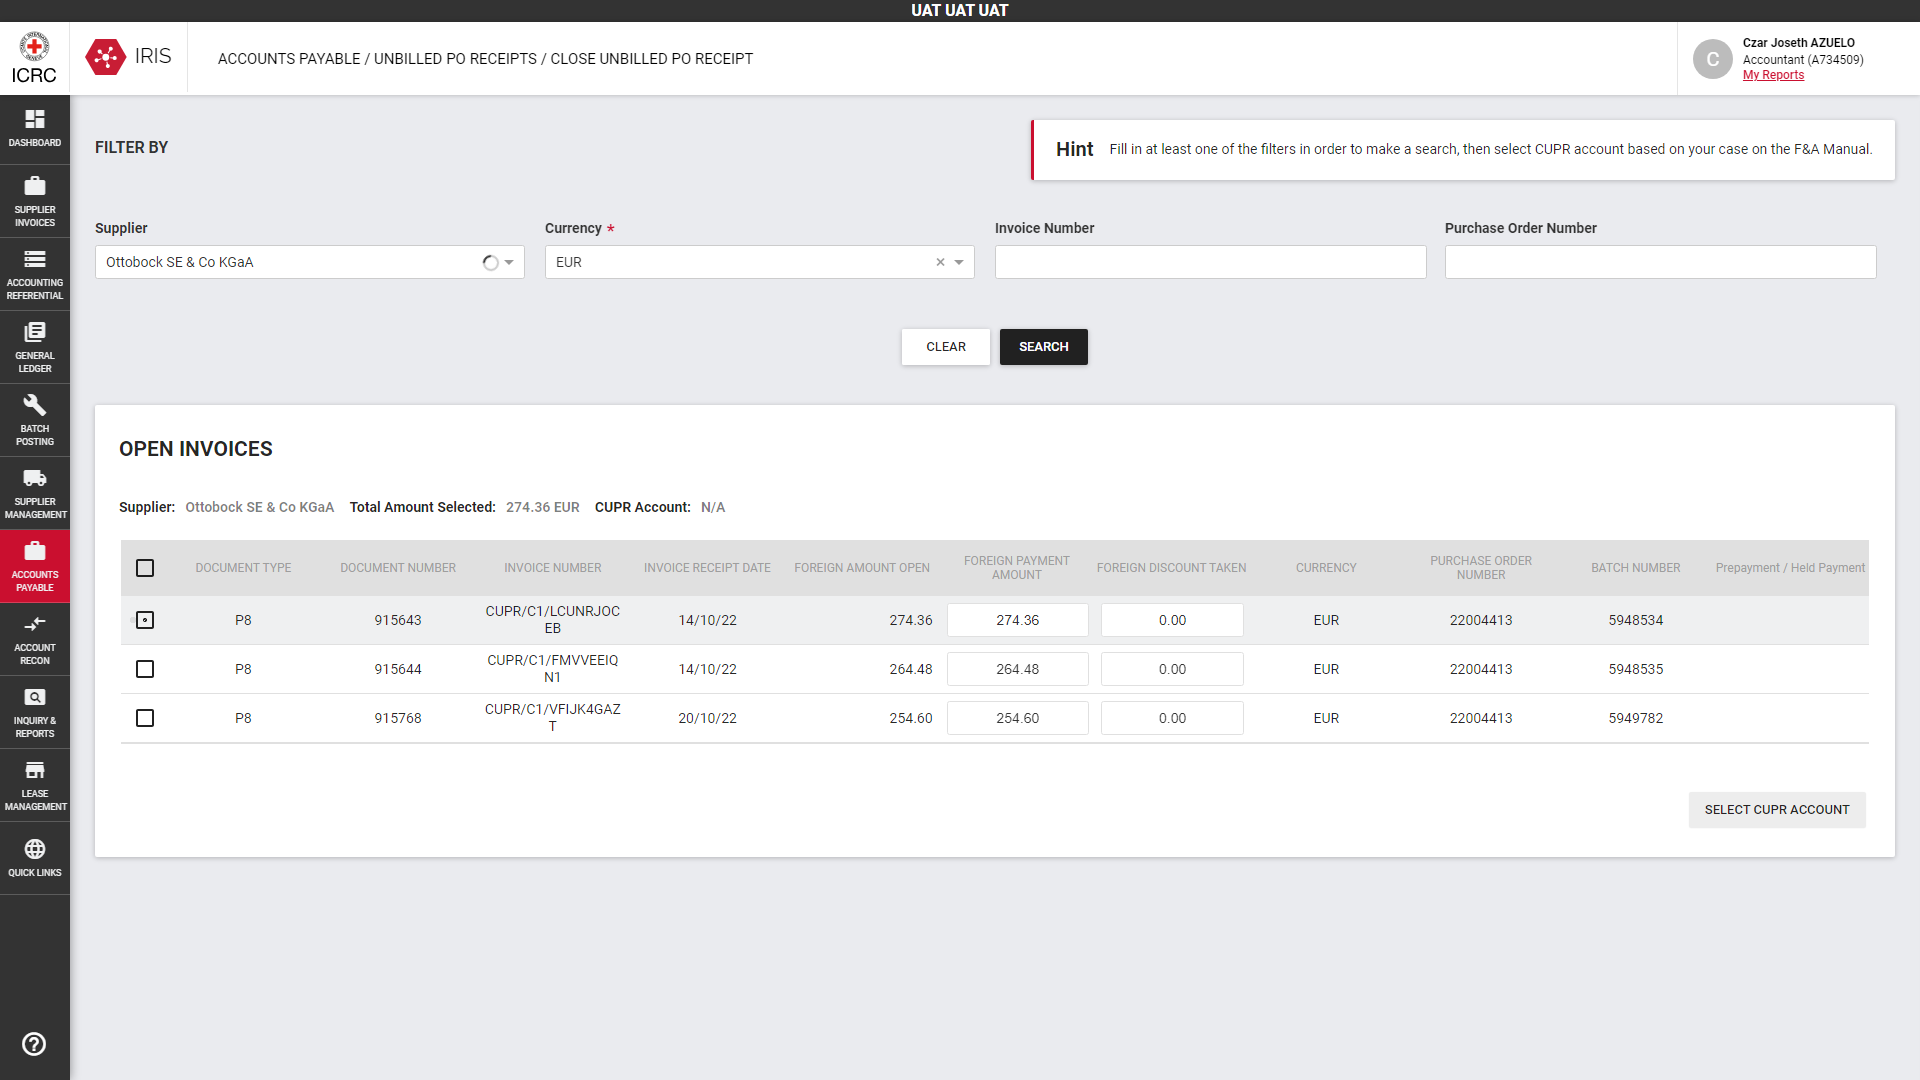 UAT UAT UAT
ICRC
IRIS
ACCOUNTS PAYABLE / UNBILLED PO RECEIPTS / CLOSE UNBILLED PO RECEIPT
C
Czar Joseth AZUELO
Accountant (A734509)
My Reports
DASHBOARD
SUPPLIER
INVOICES
ACCOUNTING
REFERENTIAL
GENERAL
LEDGER
BATCH
POSTING
SUPPLIER
MANAGEMENT
ACCOUNTS
PAYABLE
ACCOUNT
RECON
INQUIRY &
REPORTS
LEASE
MANAGEMENT
QUICK LINKS
FILTER BY
Hint Fill in at least one of the filters in order to make a search, then select CUPR account based on your case on the F&A Manual.
Supplier Currency * Invoice Number Purchase Order Number
Ottobock SE & Co KGaA EUR
CLEAR SEARCH
OPEN INVOICES
Supplier: Ottobock SE & Co KGaA Total Amount Selected: 274.36 EUR CUPR Account: N/A
DOCUMENT TYPE DOCUMENT NUMBER INVOICE NUMBER INVOICE RECEIPT DATE FOREIGN AMOUNT OPEN FOREIGN PAYMENT AMOUNT FOREIGN DISCOUNT TAKEN CURRENCY PURCHASE ORDER NUMBER BATCH NUMBER Prepayment / Held Payment
P8 915643 CUPR/C1/LCUNRJOCEB 14/10/22 274.36 274.36 0.00 EUR 22004413 5948534
P8 915644 CUPR/C1/FMVVEEIQN1 14/10/22 264.48 264.48 0.00 EUR 22004413 5948535
P8 915768 CUPR/C1/VFIJK4GAZT 20/10/22 254.60 254.60 0.00 EUR 22004413 5949782
SELECT CUPR ACCOUNT